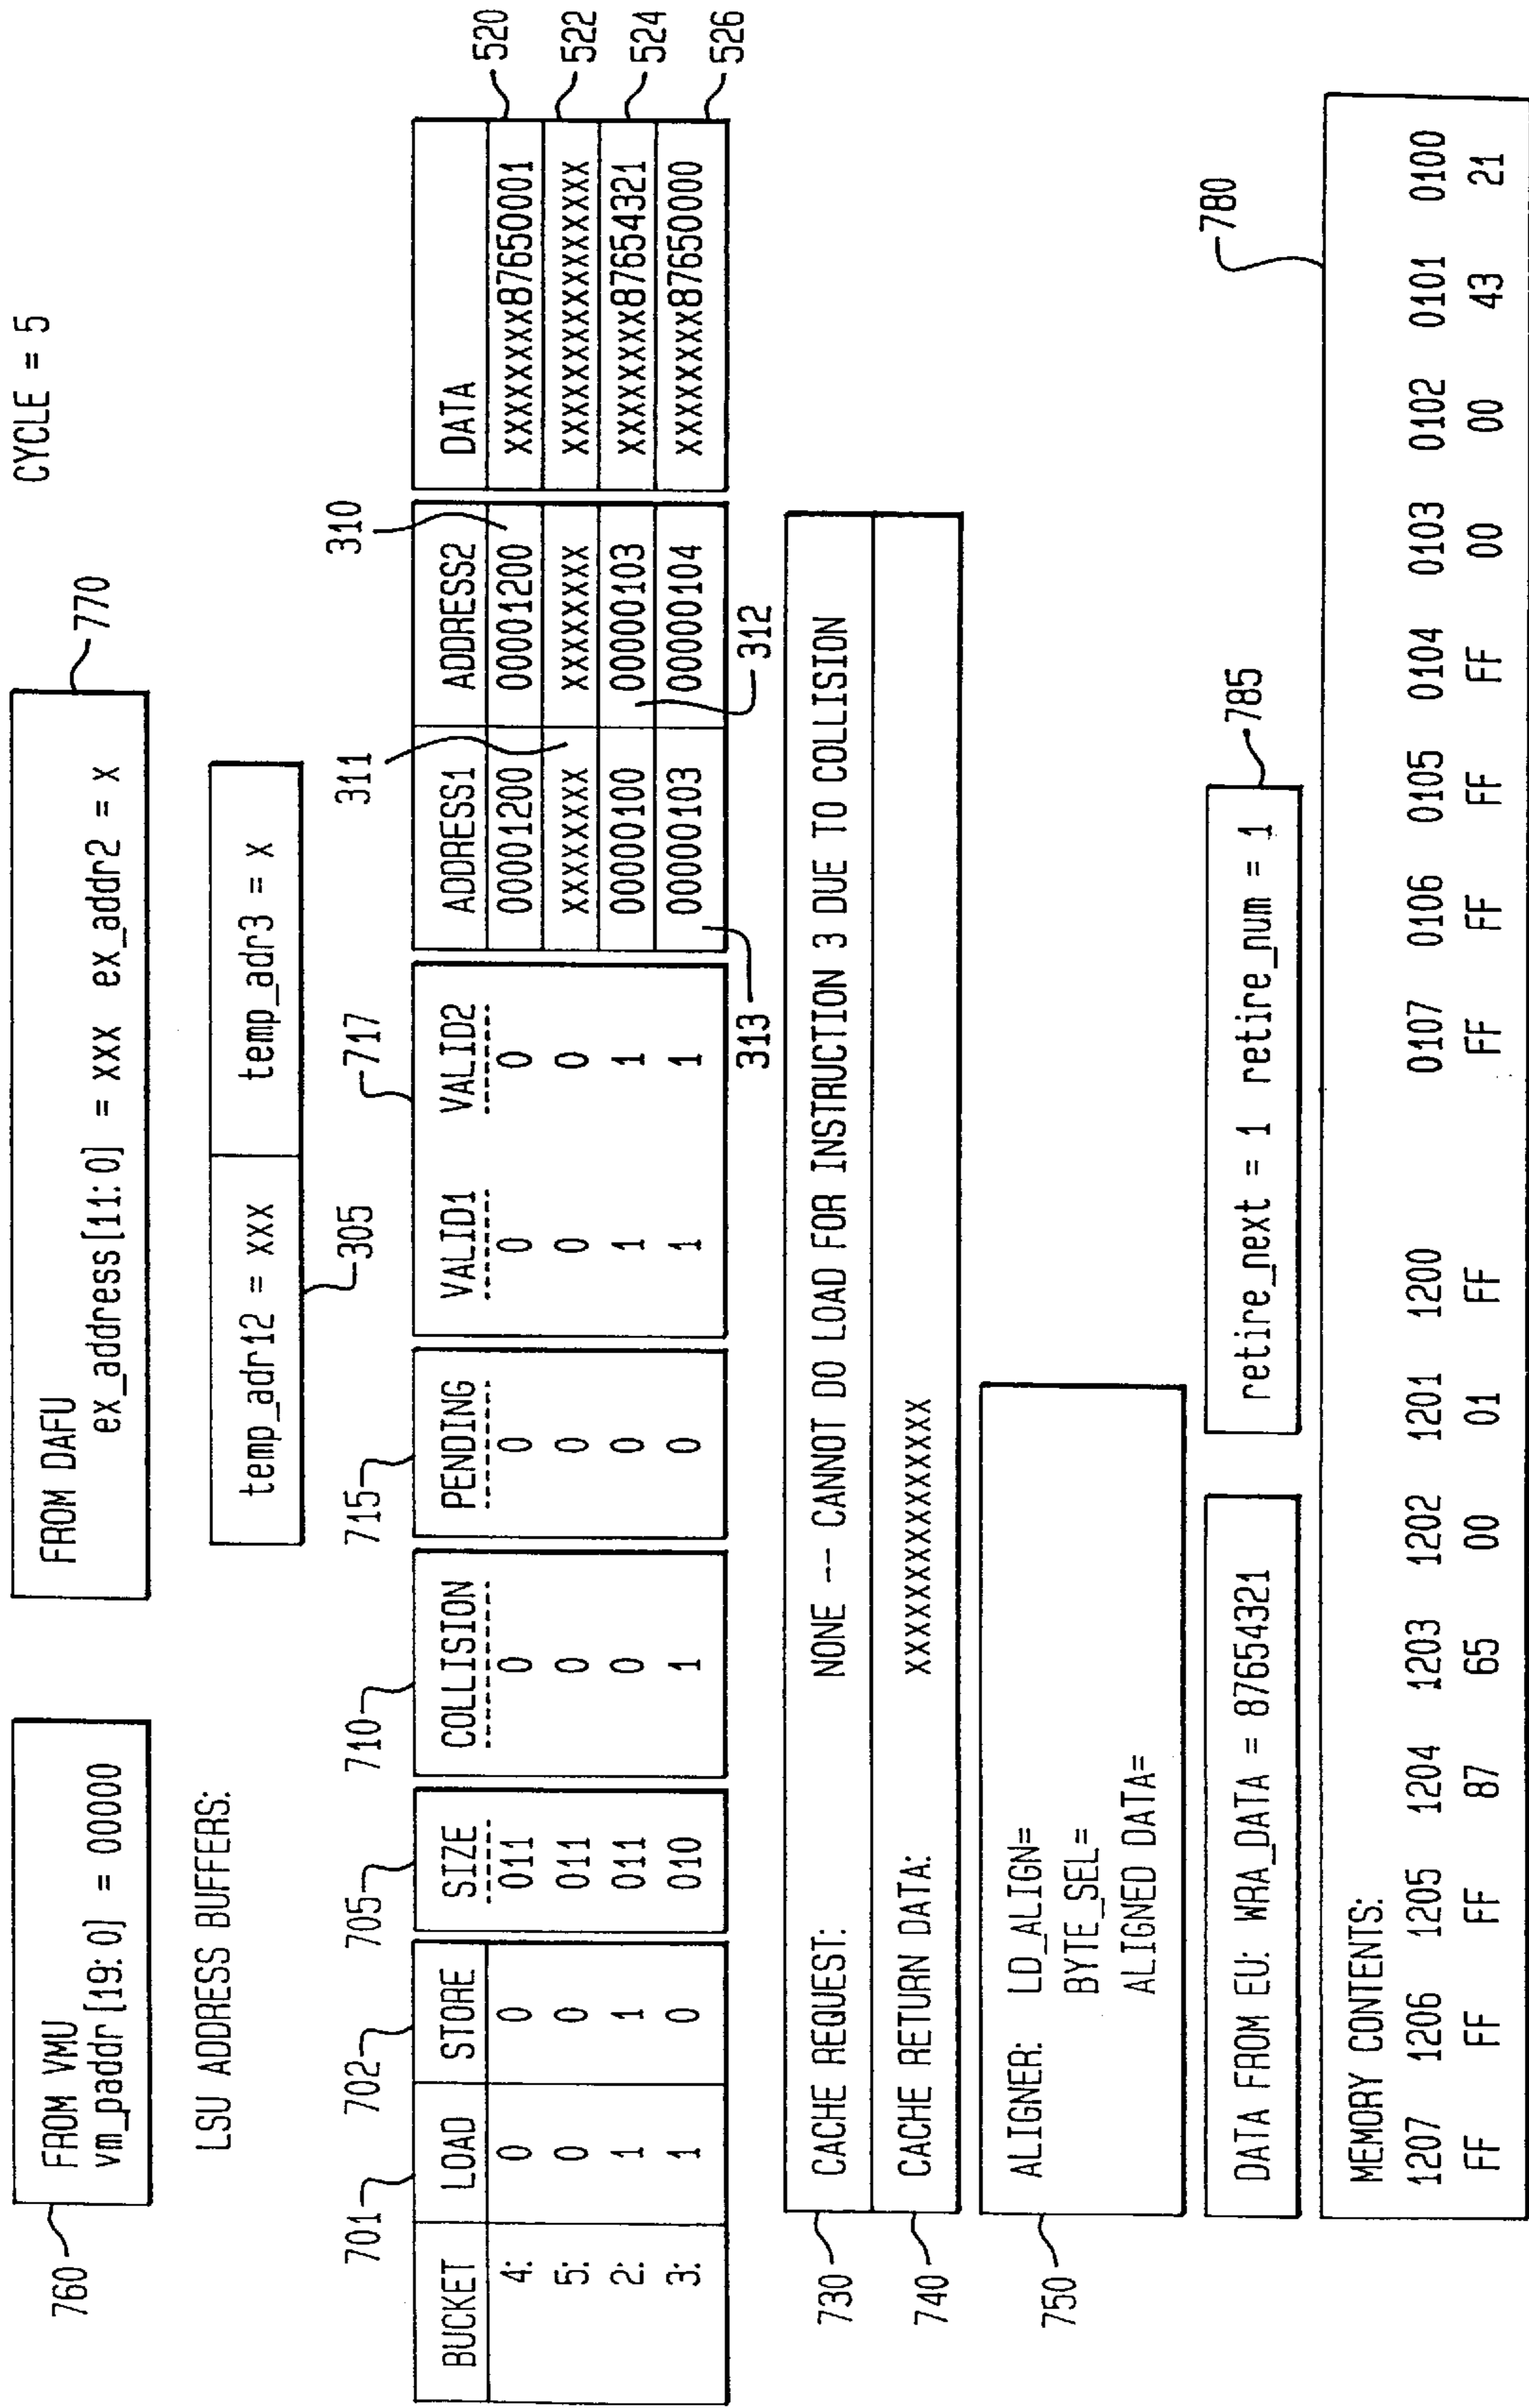 CYCLE = 5
760
FROM VMU
vm_paddr [19:0] = 00000
FROM DAFU
ex_address[11:0] = xxx ex_addr2 = x
770
temp_adr12 = xxx temp_adr3 = x
305
LSU ADDRESS BUFFERS:
701 702 705 710 715 717 311 310
BUCKET LOAD STORE SIZE COLLISION PENDING VALID1 VALID2 ADDRESS1 ADDRESS2 DATA
4: 0 0 011 0 0 0 0 00001200 00001200 xxxxxxxx87650001 520
5: 0 0 011 0 0 0 0 xxxxxxxx xxxxxxxx xxxxxxxxxxxxxxxx 522
2: 1 1 011 0 0 1 1 00000100 00000103 xxxxxxxx87654321 524
3: 1 0 010 1 0 1 1 00000103 00000104 xxxxxxxx87650000 526
313 312
730 CACHE REQUEST: NONE -- CANNOT DO LOAD FOR INSTRUCTION 3 DUE TO COLLISION
740 CACHE RETURN DATA: xxxxxxxxxxxxxxxx
750
ALIGNER: LD_ALIGN=
BYTE_SEL=
ALIGNED DATA=
DATA FROM EU: WRA_DATA = 87654321
retire_next = 1 retire_num = 1
785
780
MEMORY CONTENTS:
1207 1206 1205 1204 1203 1202 1201 1200 0107 0106 0105 0104 0103 0102 0101 0100
FF FF FF 87 65 00 01 FF FF FF FF FF 00 00 43 21